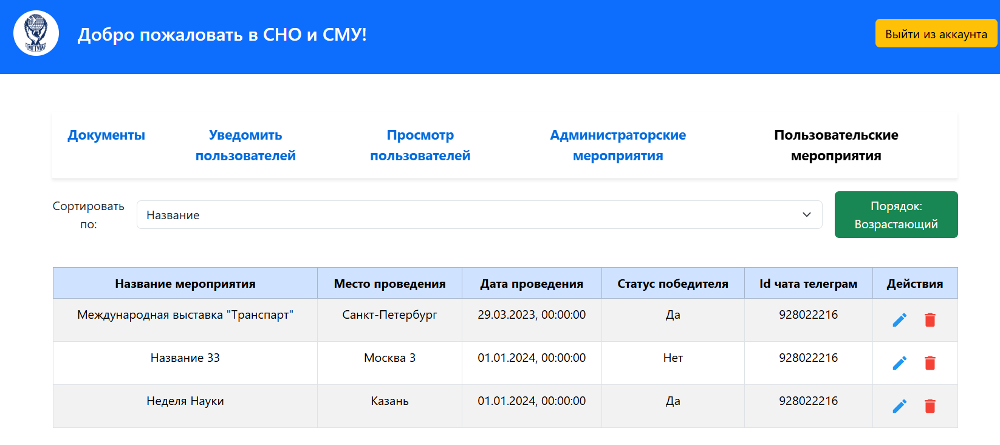 МГТУГА
Добро пожаловать в СНО и СМУ!
Выйти из аккаунта
Документы
Уведомить
пользователей
Просмотр
пользователей
Администраторские
мероприятия
Пользовательские
мероприятия
Сортировать
по:
Название
Порядок:
Возрастающий
Название мероприятия Место проведения Дата проведения Статус победителя Id чата телеграм Действия
Международная выставка "Транспарт" Санкт-Петербург 29.03.2023, 00:00:00 Да 928022216
Название 33 Москва 3 01.01.2024, 00:00:00 Нет 928022216
Неделя Науки Казань 01.01.2024, 00:00:00 Да 928022216